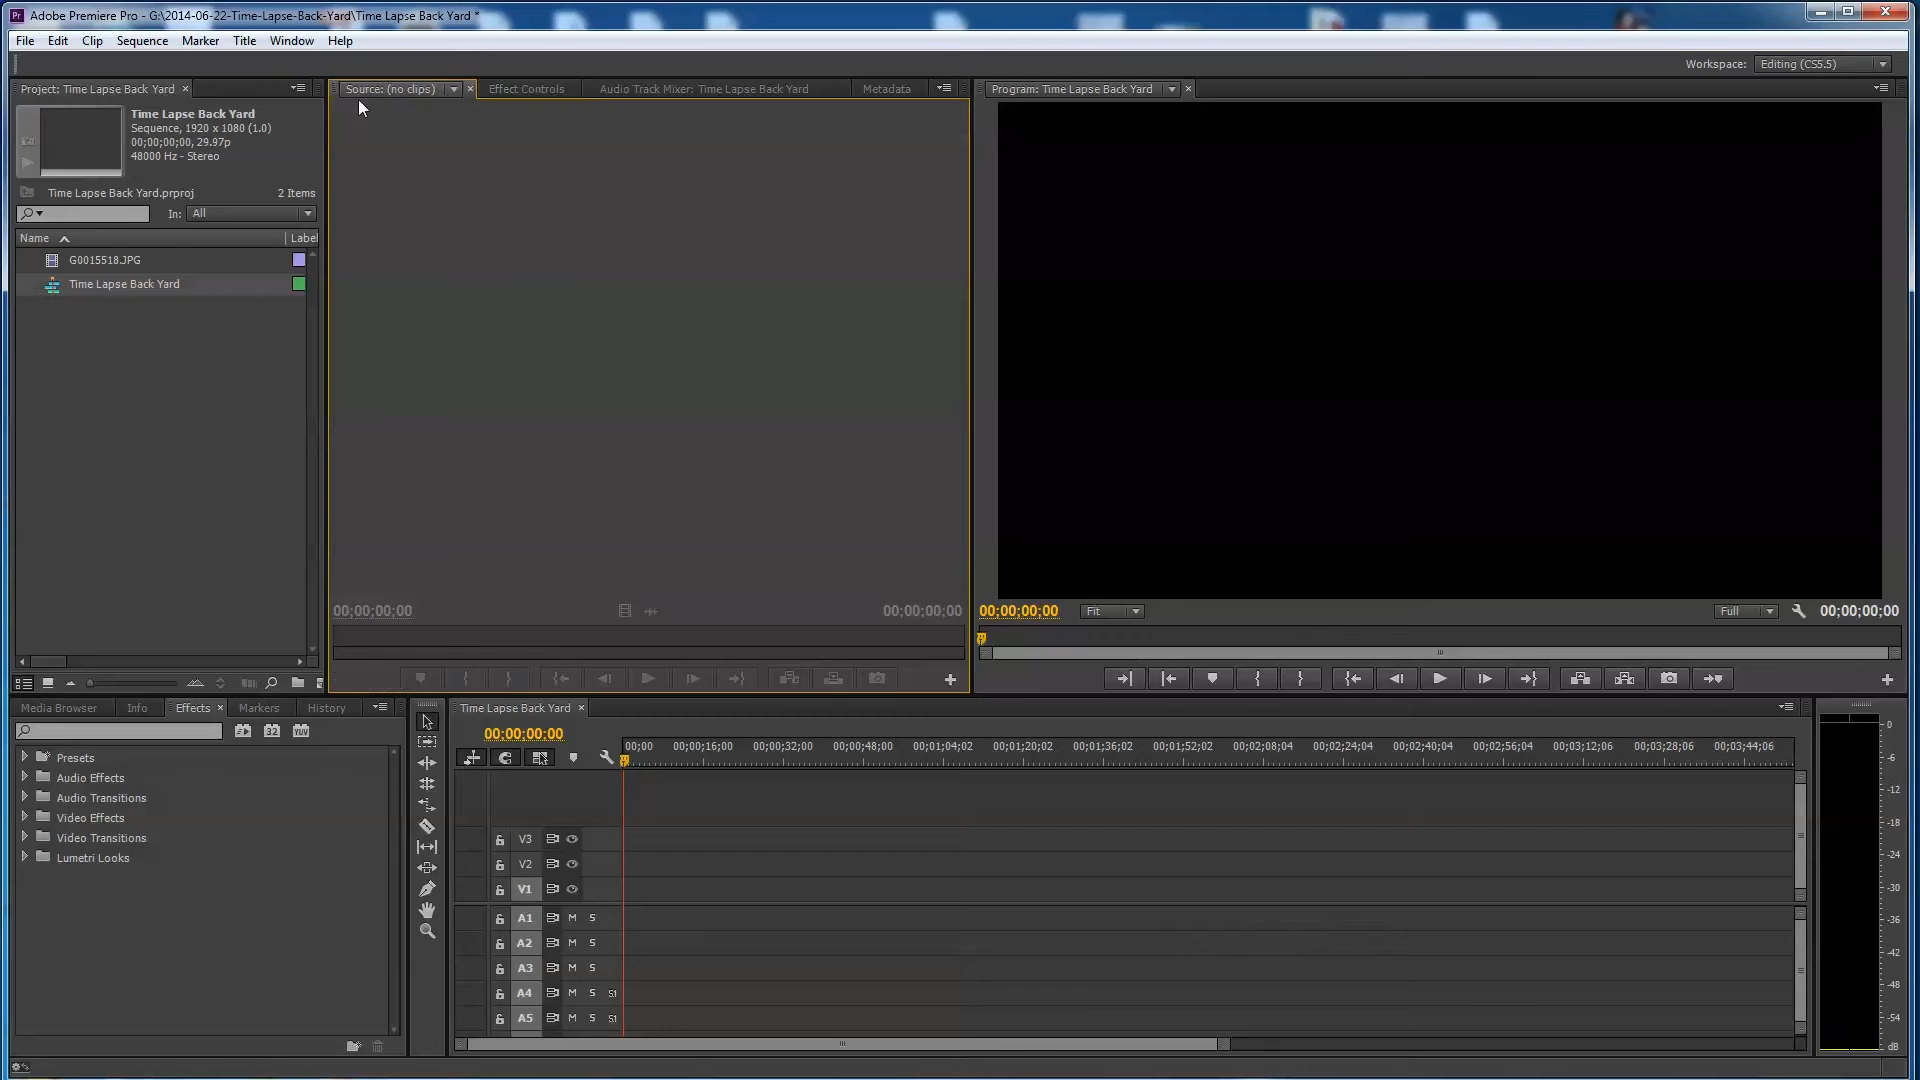 Adobe Premiere Pro - G:\2014-06-22-Time-Lapse-Back-Yard\Time Lapse Back Yard *
File Edit Clip Sequence Marker Title Window Help
Workspace: Editing (CS5.5)
Project: Time Lapse Back Yard
Source: (no clips) Effect Controls Audio Track Mixer: Time Lapse Back Yard Metadata
Program: Time Lapse Back Yard
Time Lapse Back Yard
Sequence, 1920 x 1080 (1.0)
00;00;00;00, 29.97p
48000 Hz - Stereo
Time Lapse Back Yard.prproj 2 Items
In: All
Name Label
G0015518.JPG
Time Lapse Back Yard
00;00;00;00 00;00;00;00
00;00;00;00 Fit Full 00;00;00;00
Media Browser Info Effects Markers History
32 YUV
Presets
Audio Effects
Audio Transitions
Video Effects
Video Transitions
Lumetri Looks
Time Lapse Back Yard
00;00;00;00
00;00 00;00;16;00 00;00;32;00 00;00;48;00 00;01;04;02 00;01;20;02 00;01;36;02 00;01;52;02 00;02;08;04 00;02;24;04 00;02;40;04 00;02;56;04 00;03;12;06 00;03;28;06 00;03;44;06
V3
V2
V1
A1 M S
A2 M S
A3 M S
A4 M S S1
A5 M S S1
0
-6
-12
-18
-24
-30
-36
-42
-48
-54
dB